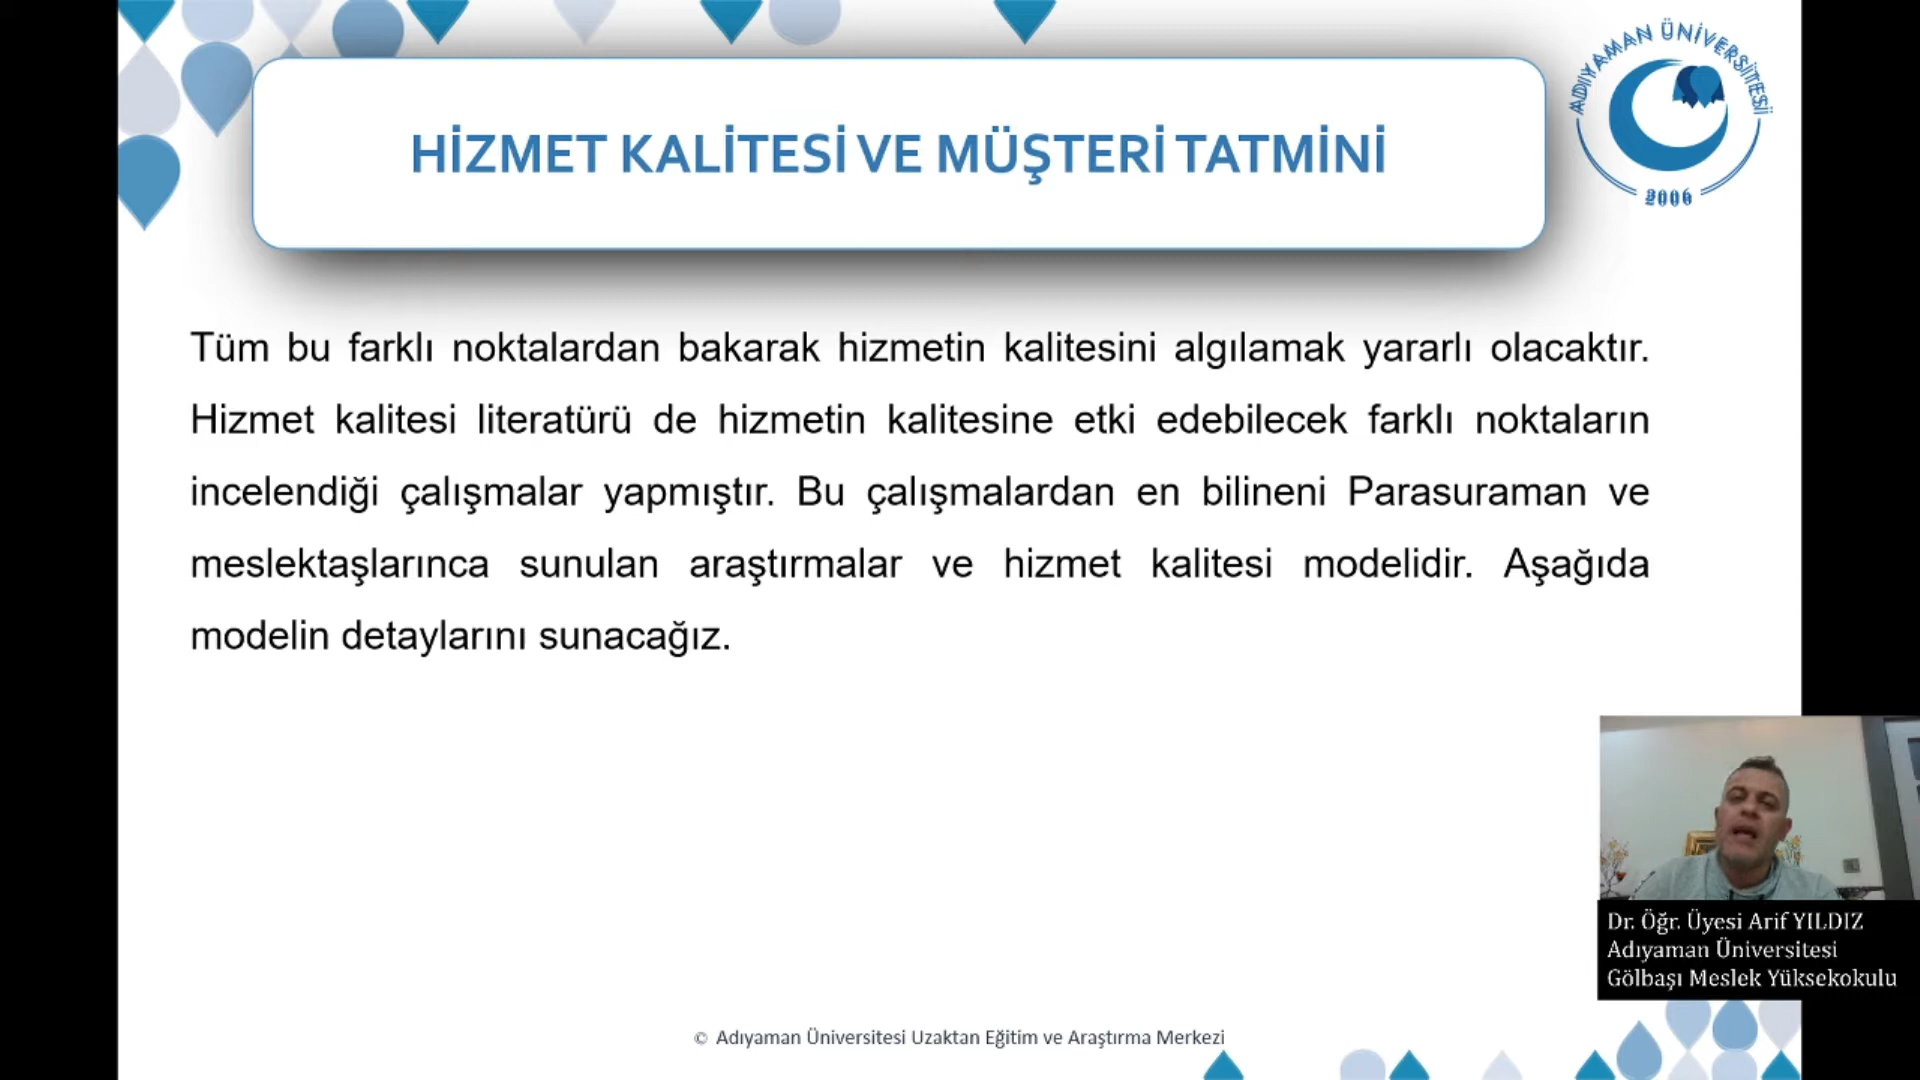 ADIYAMAN ÜNİVERSİTESİ
2006
HİZMET KALİTESİ VE MÜŞTERİ TATMİNİ
Tüm bu farklı noktalardan bakarak hizmetin kalitesini algılamak yararlı olacaktır.
Hizmet kalitesi literatürü de hizmetin kalitesine etki edebilecek farklı noktaların
incelendiği çalışmalar yapmıştır. Bu çalışmalardan en bilineni Parasuraman ve
meslektaşlarınca sunulan araştırmalar ve hizmet kalitesi modelidir. Aşağıda
modelin detaylarını sunacağız.
Dr. Öğr. Üyesi Arif YILDIZ
Adıyaman Üniversitesi
Gölbaşı Meslek Yüksekokulu
© Adıyaman Üniversitesi Uzaktan Eğitim ve Araştırma Merkezi